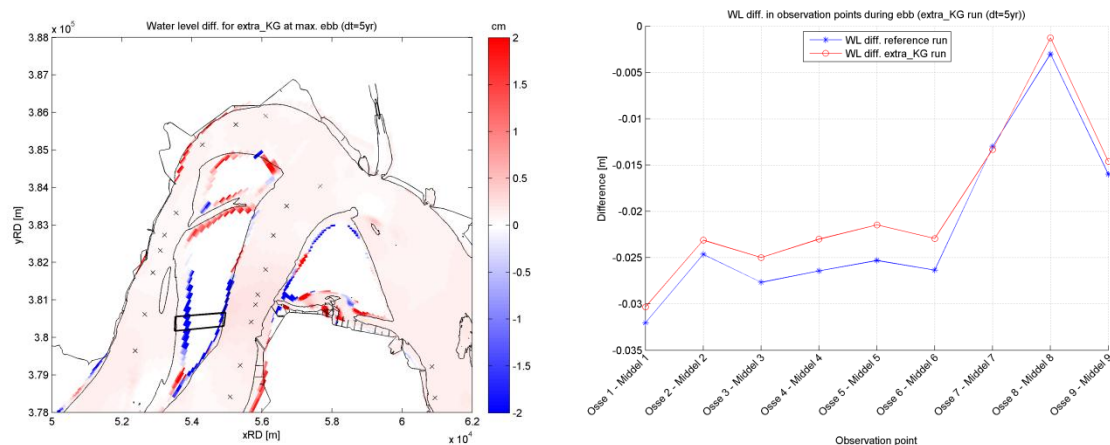 Water level diff. for extra_KG at max. ebb (dt=5yr)
cm
x 10⁵
3.88
3.87
3.86
3.85
3.84
3.83
3.82
3.81
3.8
3.79
3.78
yRD [m]
5
5.2
5.4
5.6
5.8
6
6.2
xRD [m]
x 10⁴
2
1.5
1
0.5
0
-0.5
-1
-1.5
-2
WL diff. in observation points during ebb (extra_KG run (dt=5yr))
WL diff. reference run
WL diff. extra_KG run
0
-0.005
-0.01
-0.015
-0.02
-0.025
-0.03
-0.035
Difference [m]
Osse 1 - Middel 1
Osse 2 - Middel 2
Osse 3 - Middel 3
Osse 4 - Middel 4
Osse 5 - Middel 5
Osse 6 - Middel 6
Osse 7 - Middel 7
Osse 8 - Middel 8
Osse 9 - Middel 9
Observation point